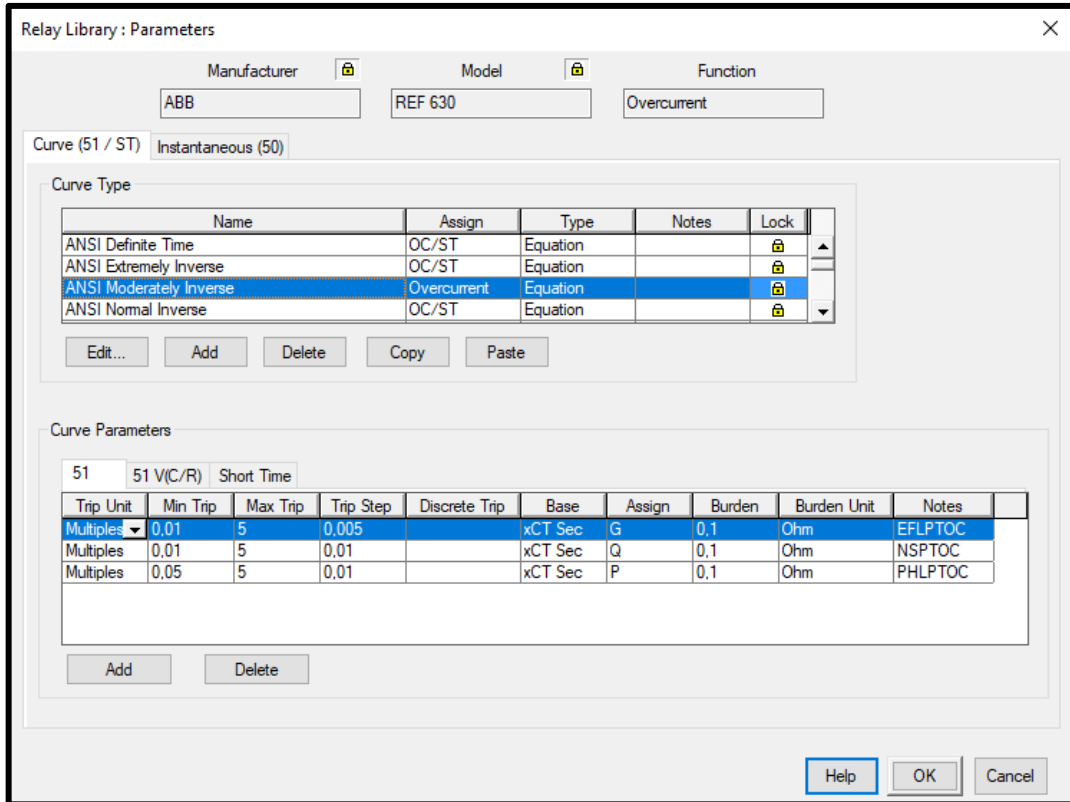 Relay Library : Parameters
Manufacturer Model Function
ABB REF 630 Overcurrent
Curve (51 / ST) Instantaneous (50)
Curve Type
Name Assign Type Notes Lock
ANSI Definite Time OC/ST Equation
ANSI Extremely Inverse OC/ST Equation
ANSI Moderately Inverse Overcurrent Equation
ANSI Normal Inverse OC/ST Equation
Edit... Add Delete Copy Paste
Curve Parameters
51 51 V(C/R) Short Time
Trip Unit Min Trip Max Trip Trip Step Discrete Trip Base Assign Burden Burden Unit Notes
Multiples 0,01 5 0,005 xCT Sec G 0,1 Ohm EFLPTOC
Multiples 0,01 5 0,01 xCT Sec Q 0,1 Ohm NSPTOC
Multiples 0,05 5 0,01 xCT Sec P 0,1 Ohm PHLPTOC
Add Delete
Help OK Cancel